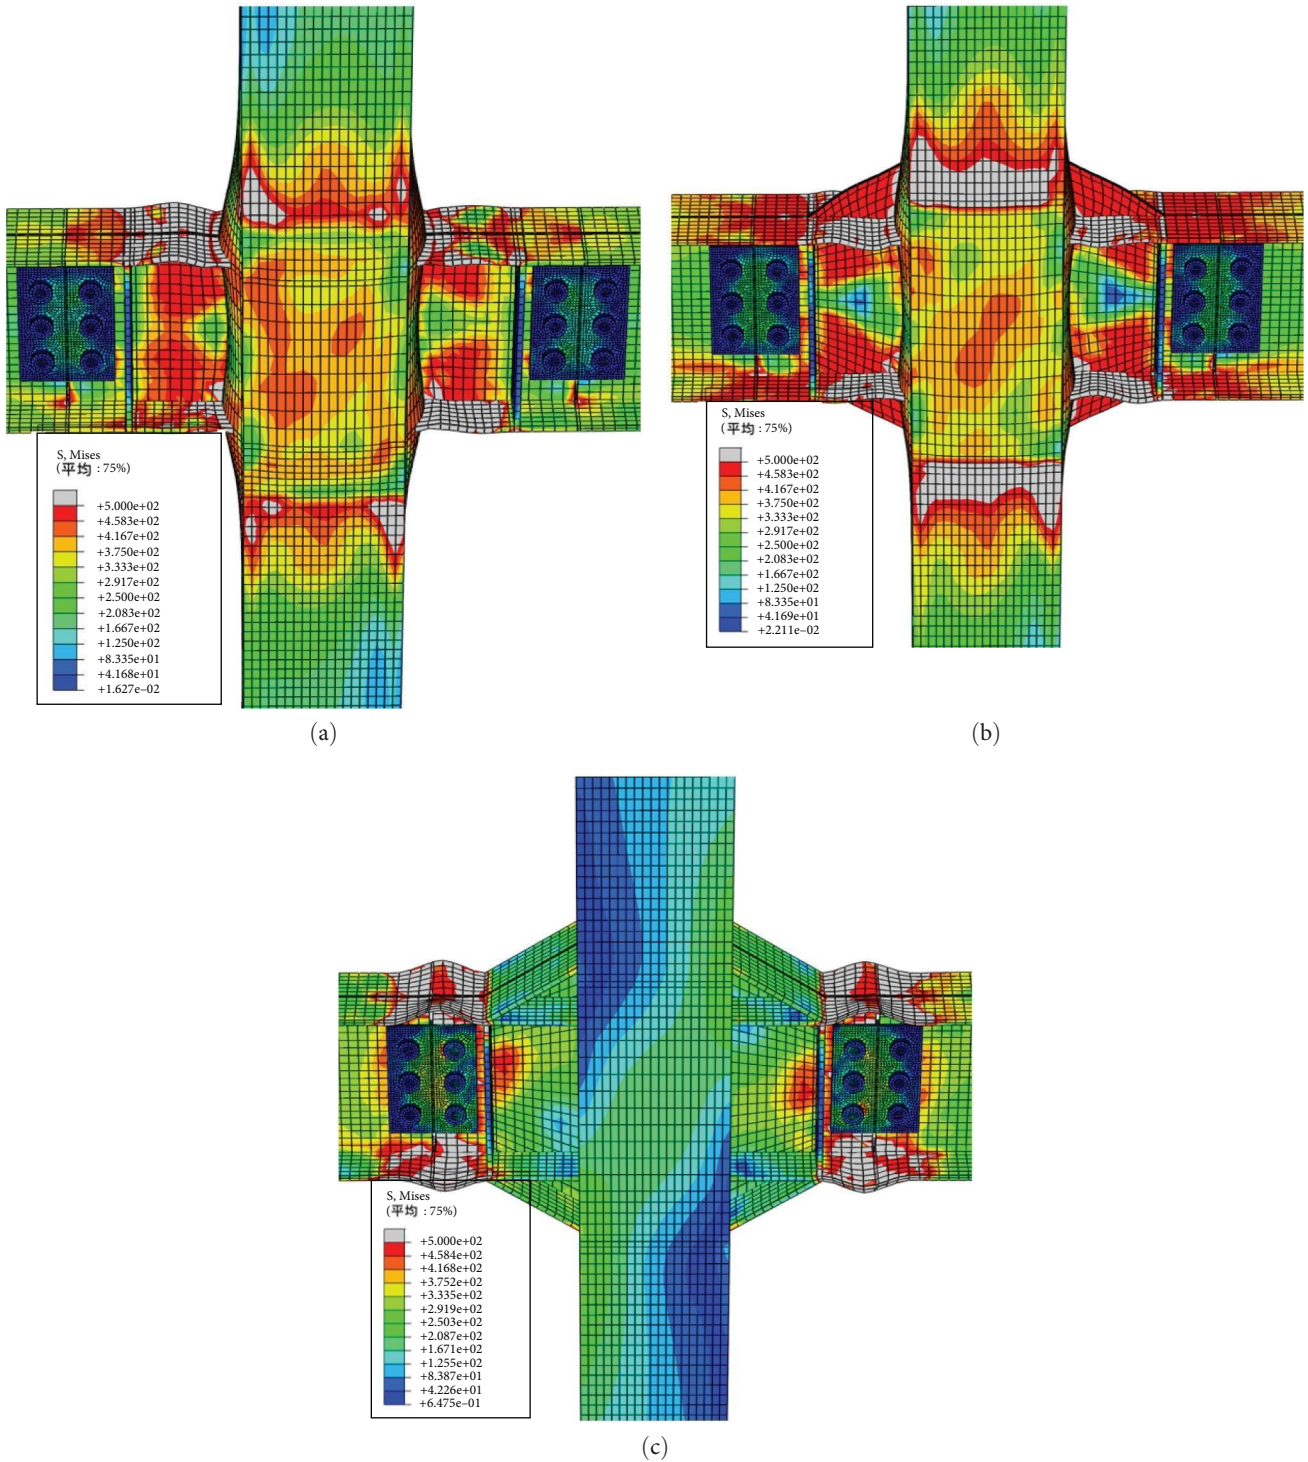 S, Mises
(平均 : 75%)
+5.000e+02
+4.583e+02
+4.167e+02
+3.750e+02
+3.333e+02
+2.917e+02
+2.500e+02
+2.083e+02
+1.667e+02
+1.250e+02
+8.335e+01
+4.168e+01
+1.627e–02
(a)
S, Mises
(平均 : 75%)
+5.000e+02
+4.583e+02
+4.167e+02
+3.750e+02
+3.333e+02
+2.917e+02
+2.500e+02
+2.083e+02
+1.667e+02
+1.250e+02
+8.335e+01
+4.169e+01
+2.211e–02
(b)
S, Mises
(平均 : 75%)
+5.000e+02
+4.584e+02
+4.168e+02
+3.752e+02
+3.335e+02
+2.919e+02
+2.503e+02
+2.087e+02
+1.671e+02
+1.255e+02
+8.387e+01
+4.226e+01
+6.475e–01
(c)